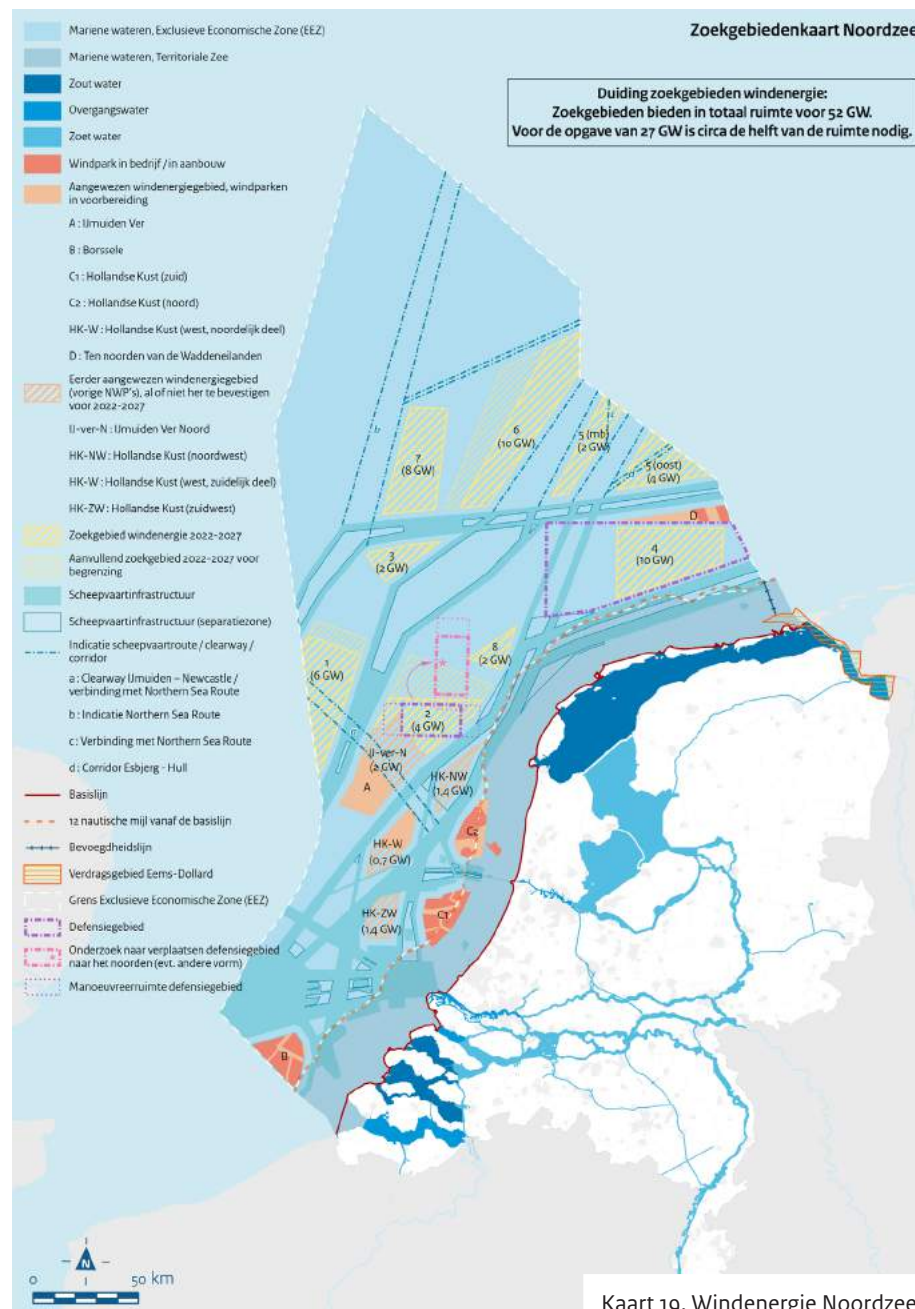 Zoekgebiedenkaart Noordzee
Duiding zoekgebieden windenergie:
Zoekgebieden bieden in totaal ruimte voor 52 GW.
Voor de opgave van 27 GW is circa de helft van de ruimte nodig.
Mariene wateren, Exclusieve Economische Zone (EEZ)
Mariene wateren, Territoriale Zee
Zout water
Overgangswater
Zoet water
Windpark in bedrijf / in aanbouw
Aangewezen windenergiegebied, windparken
in voorbereiding
A : IJmuiden Ver
B : Borssele
C1 : Hollandse Kust (zuid)
C2 : Hollandse Kust (noord)
HK-W : Hollandse Kust (west, noordelijk deel)
D : Ten noorden van de Waddeneilanden
Eerder aangewezen windenergiegebied
(vorige NWP's), al of niet her te bevestigen
voor 2022-2027
IJ-ver-N : IJmuiden Ver Noord
HK-NW : Hollandse Kust (noordwest)
HK-W : Hollandse Kust (west, zuidelijk deel)
HK-ZW : Hollandse Kust (zuidwest)
Zoekgebied windenergie 2022-2027
Aanvullend zoekgebied 2022-2027 voor
begrenzing
Scheepvaartinfrastructuur
Scheepvaartinfrastructuur (separatiezone)
Indicatie scheepvaartroute / clearway /
corridor
a : Clearway IJmuiden – Newcastle /
verbinding met Northern Sea Route
b : Indicatie Northern Sea Route
c : Verbinding met Northern Sea Route
d : Corridor Esbjerg - Hull
Basislijn
12 nautische mijl vanaf de basislijn
Bevoegdheidslijn
Verdragsgebied Eems-Dollard
Grens Exclusieve Economische Zone (EEZ)
Defensiegebied
Onderzoek naar verplaatsen defensiegebied
naar het noorden (evt. andere vorm)
Manoeuvreerruimte defensiegebied
b
6
(10 GW)
5 (mb)
(2 GW)
7
(8 GW)
5 (oost)
(4 GW)
D
3
(2 GW)
4
(10 GW)
8
(2 GW)
1
(6 GW)
2
(4 GW)
IJ-ver-N
(2 GW)
A
HK-NW
(1,4 GW)
C2
HK-W
(0,7 GW)
HK-ZW
(1,4 GW)
C1
B
N
0
50 km
Kaart 19. Windenergie Noordzee